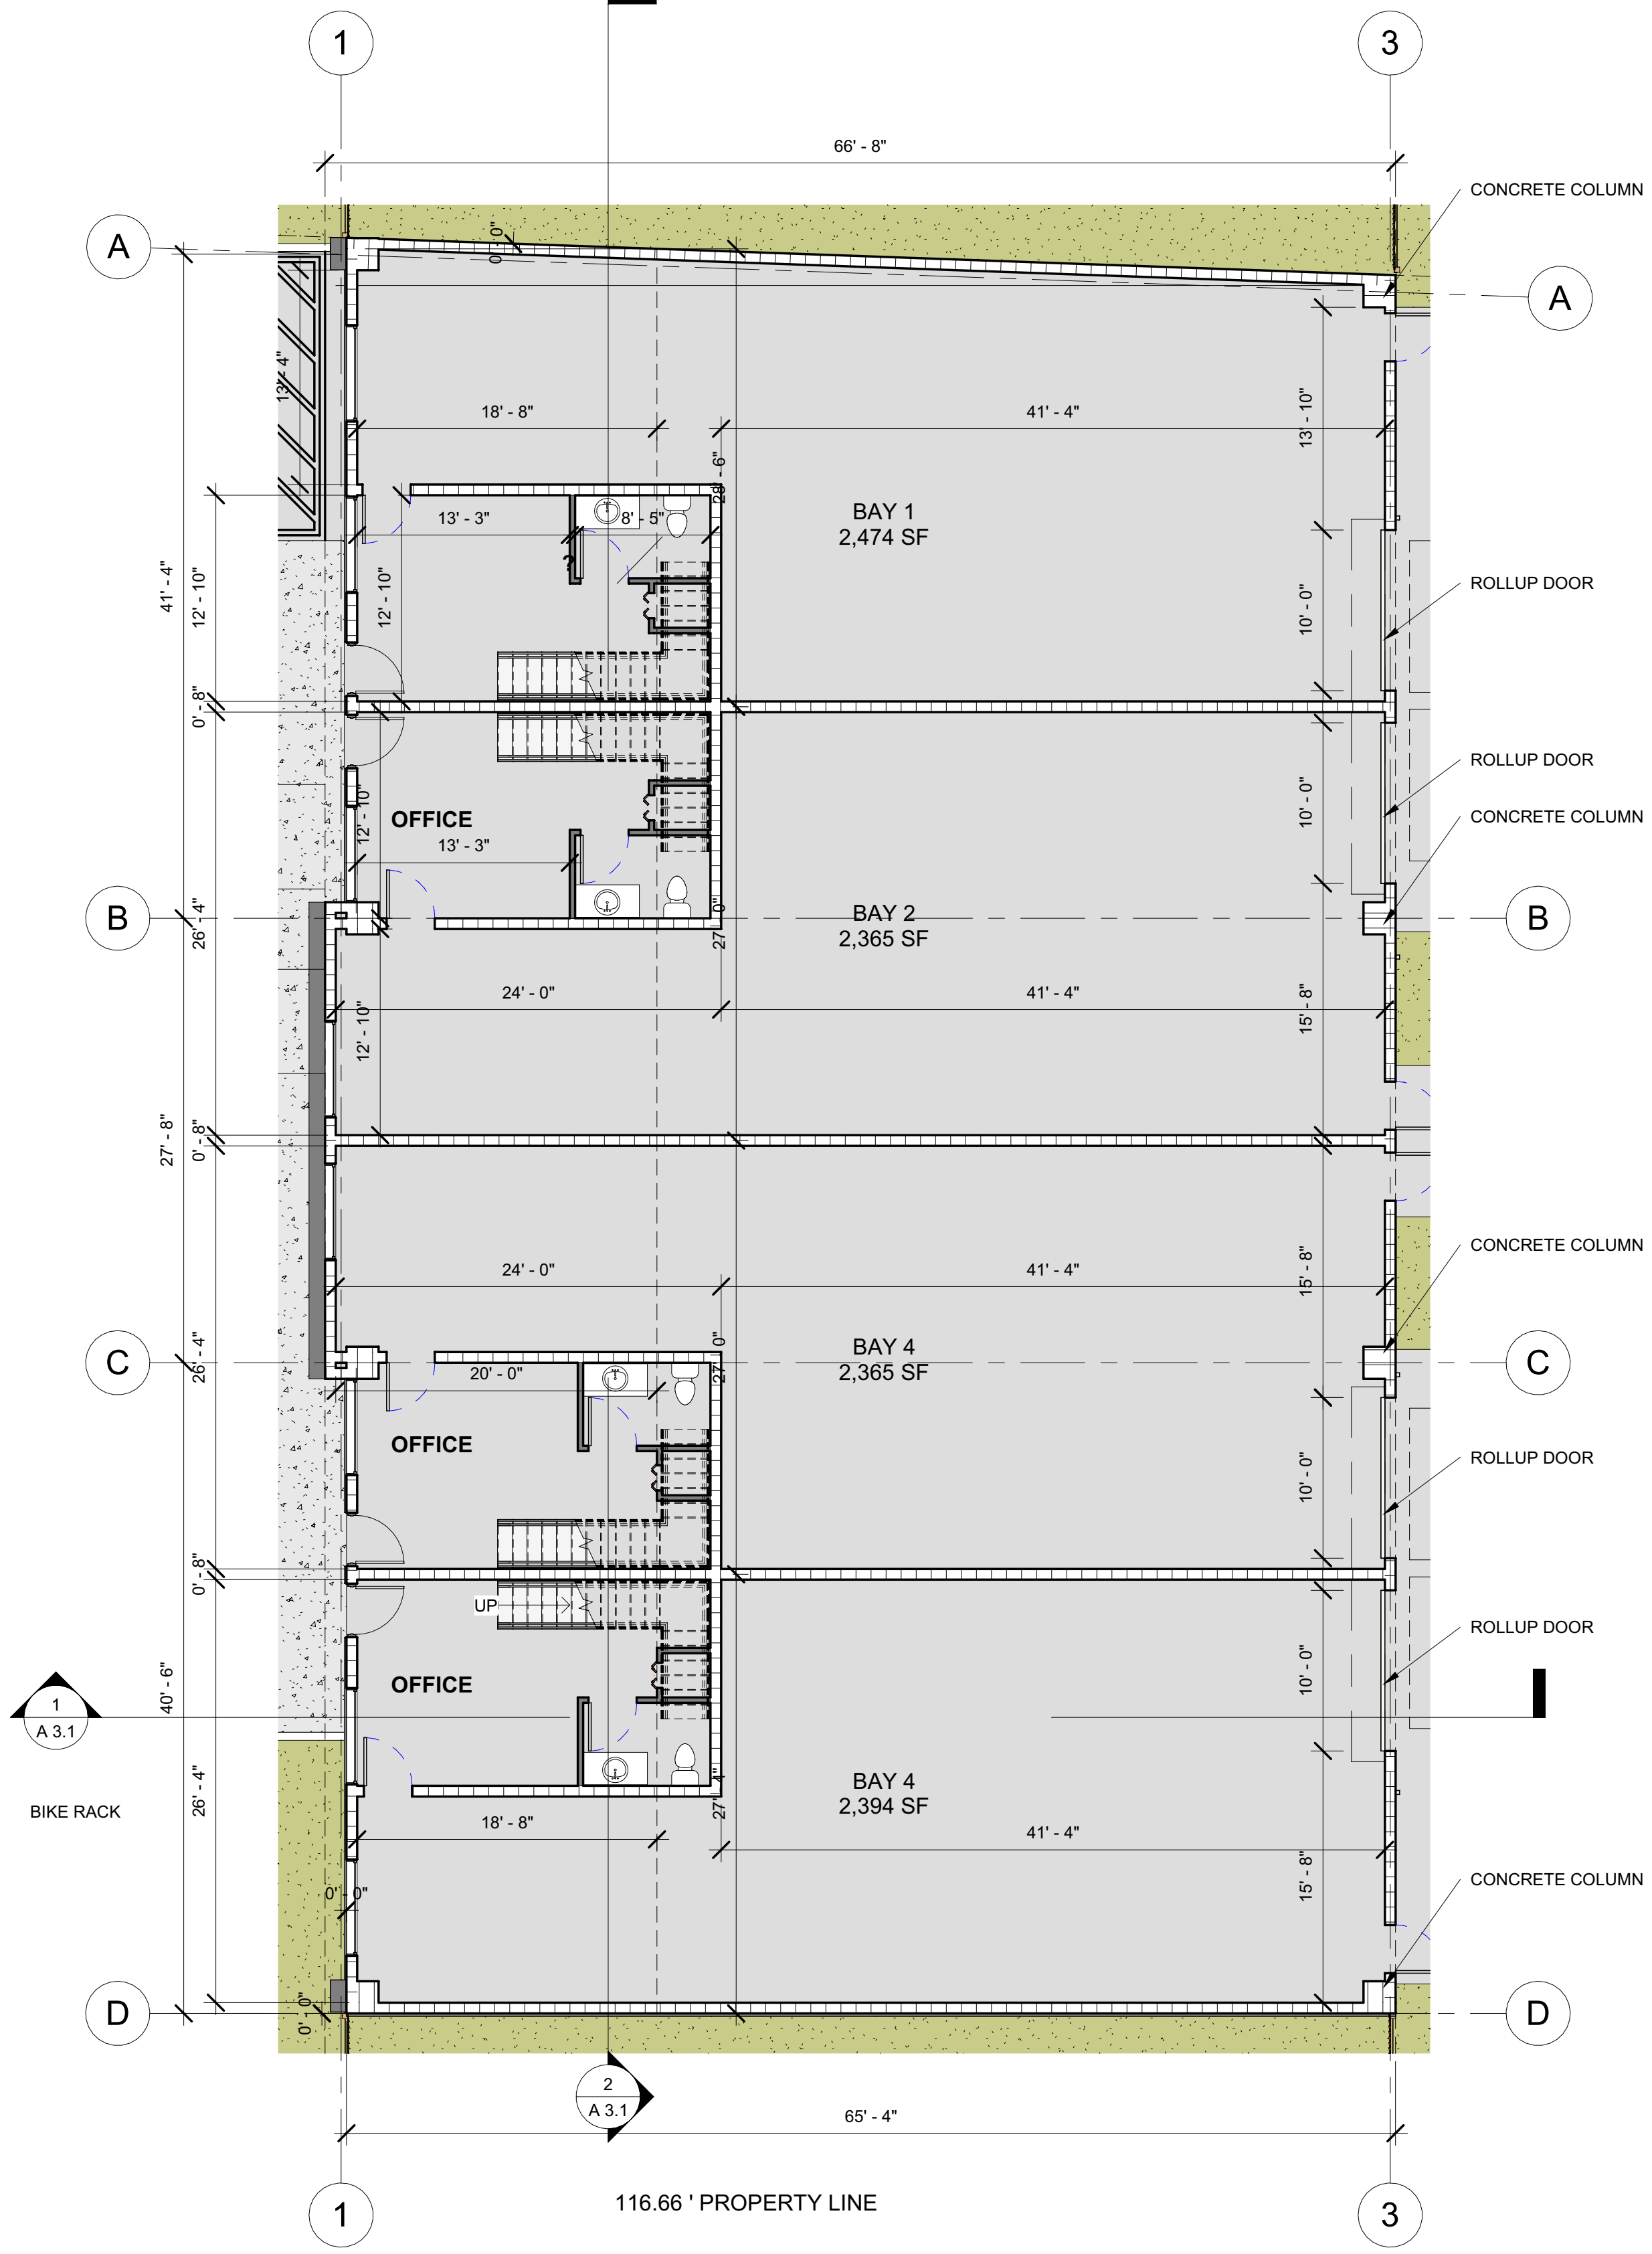 1
3
66' - 8"
CONCRETE COLUMN
A
0' - 0"
A
13' - 4"
18' - 8"
41' - 4"
13' - 10"
28' - 6"
BAY 1
2,474 SF
13' - 3"
8' - 5"
?
41' - 4"
12' - 10"
12' - 10"
10' - 0"
ROLLUP DOOR
0' - 8"
ROLLUP DOOR
10' - 0"
12' - 10"
OFFICE
13' - 3"
CONCRETE COLUMN
B
26' - 4"
27' - 0"
BAY 2
2,365 SF
B
24' - 0"
41' - 4"
12' - 10"
15' - 8"
27' - 8"
0' - 8"
CONCRETE COLUMN
24' - 0"
41' - 4"
15' - 8"
C
26' - 4"
20' - 0"
27' - 0"
BAY 4
2,365 SF
C
OFFICE
10' - 0"
ROLLUP DOOR
0' - 8"
UP
ROLLUP DOOR
OFFICE
40' - 6"
10' - 0"
1
A 3.1
BIKE RACK
26' - 4"
27' - 4"
BAY 4
2,394 SF
18' - 8"
41' - 4"
15' - 8"
0' - 0"
CONCRETE COLUMN
D
0' - 0"
D
2
A 3.1
65' - 4"
1
116.66 ' PROPERTY LINE
3